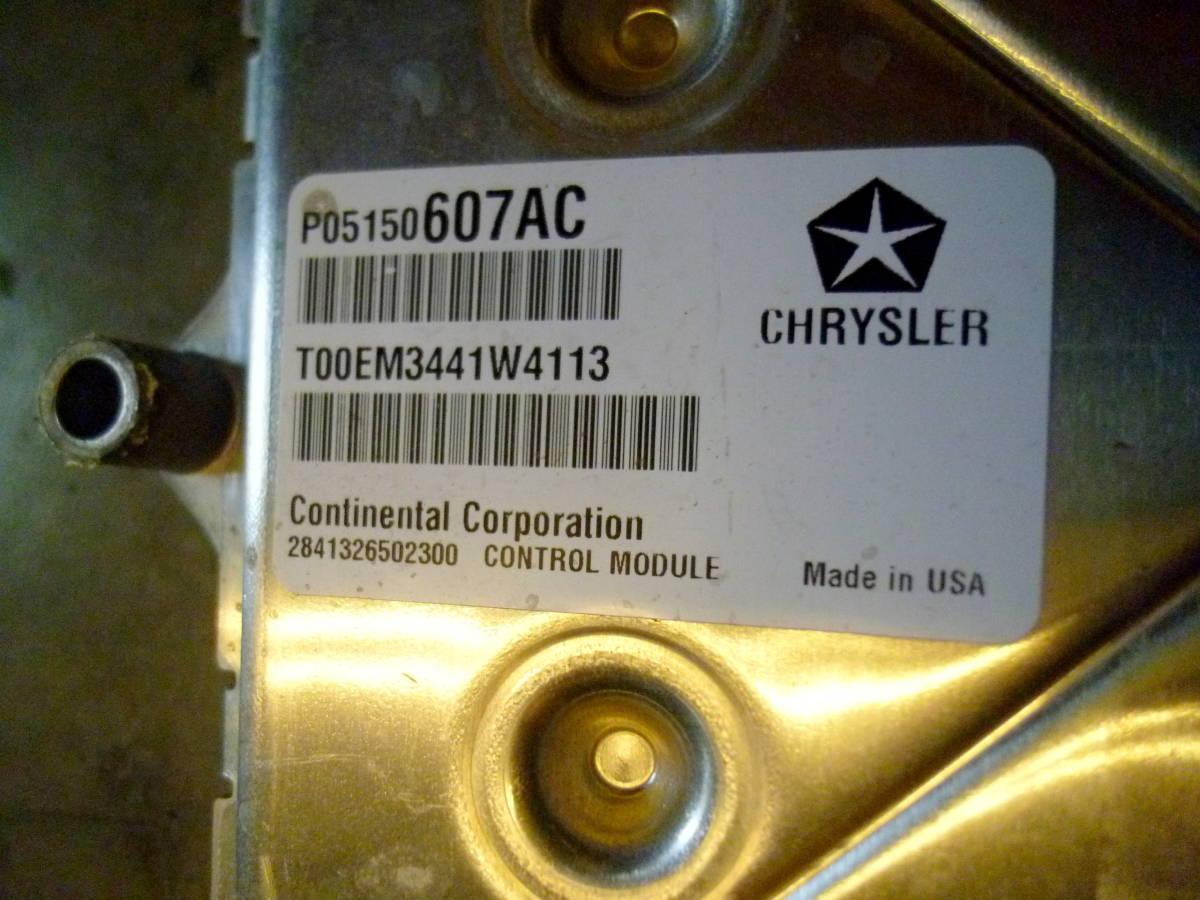 P05150607AC
CHRYSLER
T00EM3441W4113
Continental Corporation
2841326502300 CONTROL MODULE
Made in USA